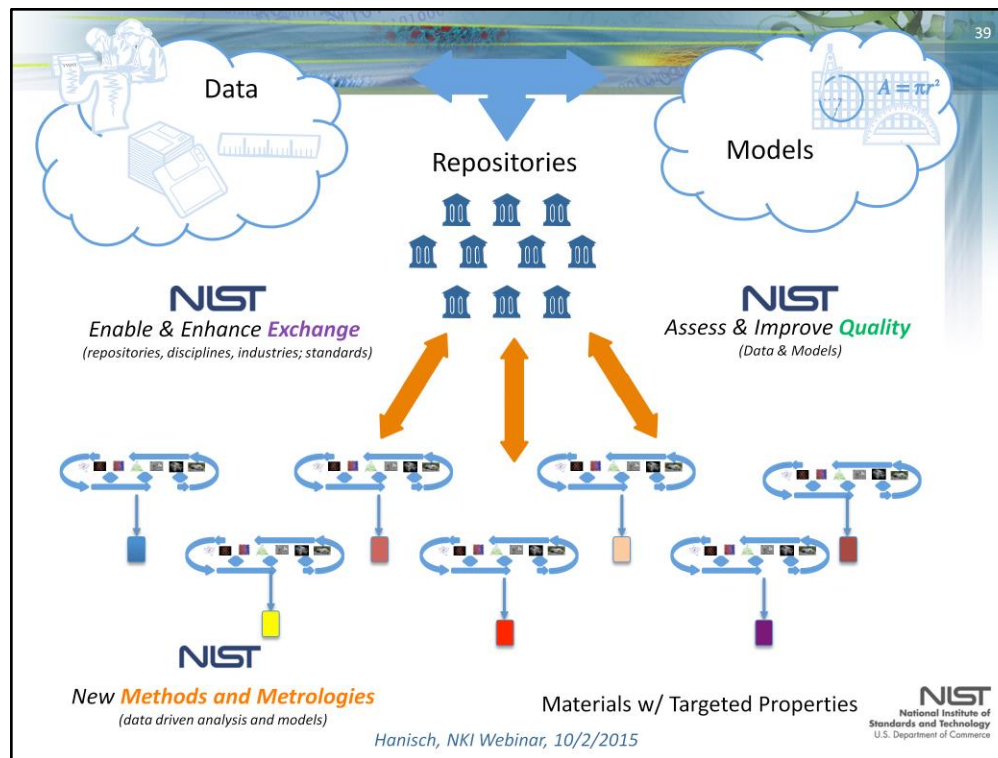 39
Data
A = πr²
Models
Repositories
NIST
Enable & Enhance Exchange
(repositories, disciplines, industries; standards)
NIST
Assess & Improve Quality
(Data & Models)
NIST
New Methods and Metrologies
(data driven analysis and models)
Materials w/ Targeted Properties
NIST
National Institute of
Standards and Technology
U.S. Department of Commerce
Hanisch, NKI Webinar, 10/2/2015